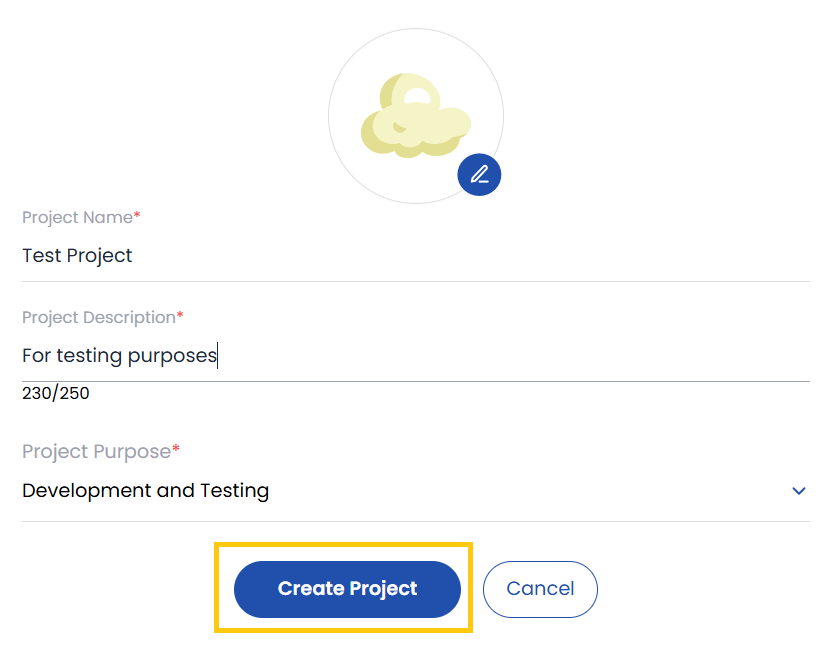 Project Name*
Test Project
Project Description*
For testing purposes
230/250
Project Purpose*
Development and Testing
Create Project
Cancel